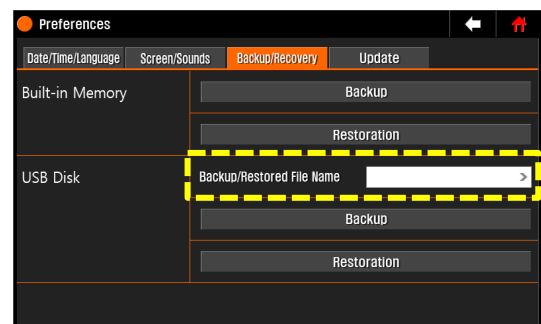 Preferences
Date/Time/Language Screen/Sounds Backup/Recovery Update
Built-in Memory Backup
Restoration
USB Disk Backup/Restored File Name >
Backup
Restoration